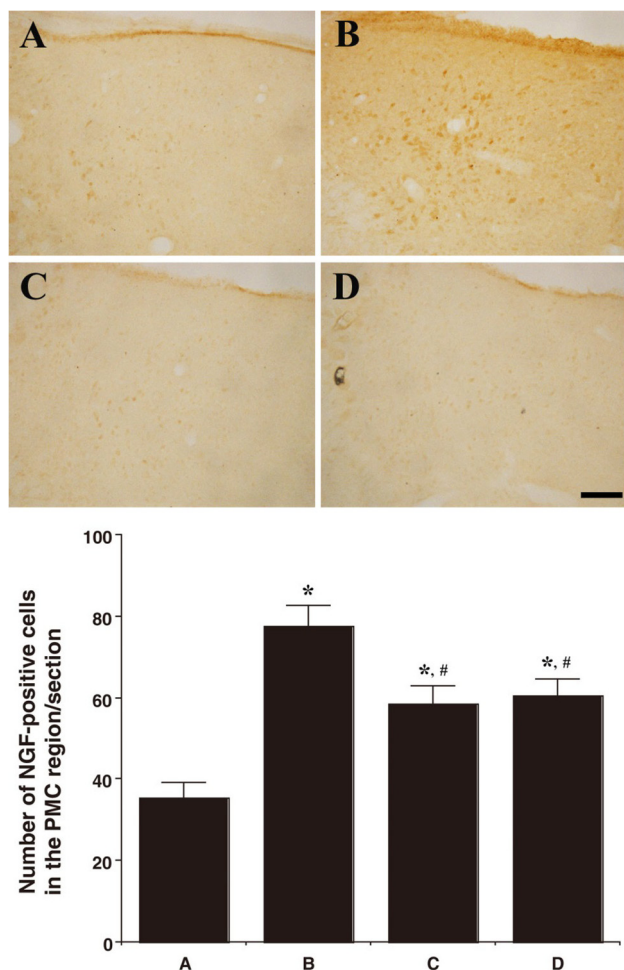 A
B
C
D
Number of NGF-positive cells
in the PMC region/section
100
80
60
40
20
0
*
*, #
*, #
A
B
C
D